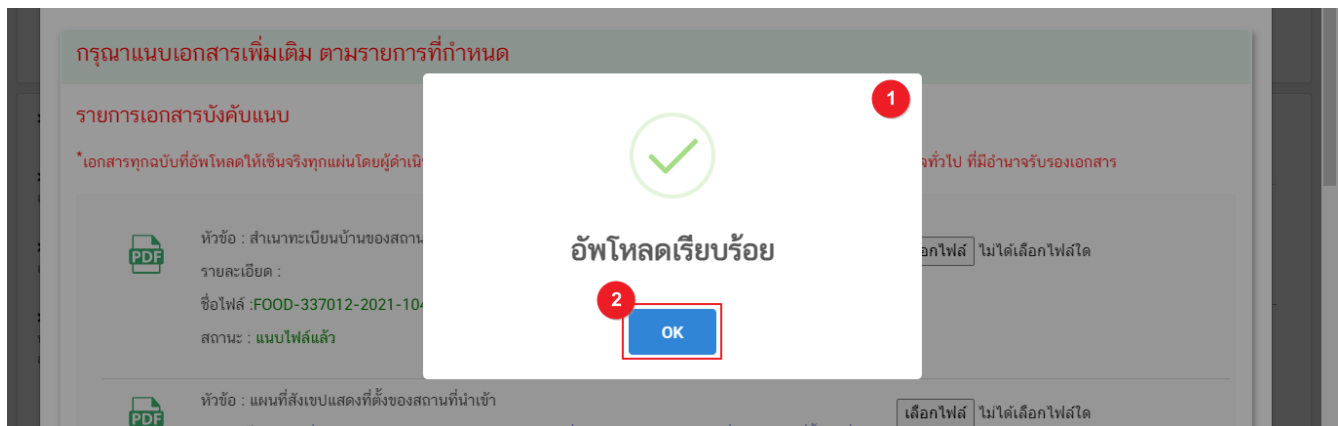 กรุณาแนบเอกสารเพิ่มเติม ตามรายการที่กำหนด
1
รายการเอกสารบังคับแนบ
*เอกสารทุกฉบับที่อัพโหลดให้เซ็นจริงทุกแผ่นโดยผู้ดำเนิ ทั่วไป ที่มีอำนาจรับรองเอกสาร
หัวข้อ : สำเนาทะเบียนบ้านของสถาน
PDF
รายละเอียด :
ชื่อไฟล์ :FOOD-337012-2021-104
สถานะ : แนบไฟล์แล้ว
อัพโหลดเรียบร้อย
2
OK
อกไฟล์ ไม่ได้เลือกไฟล์ใด
หัวข้อ : แผนที่สังเขปแสดงที่ตั้งของสถานที่นำเข้า
PDF
เลือกไฟล์ ไม่ได้เลือกไฟล์ใด